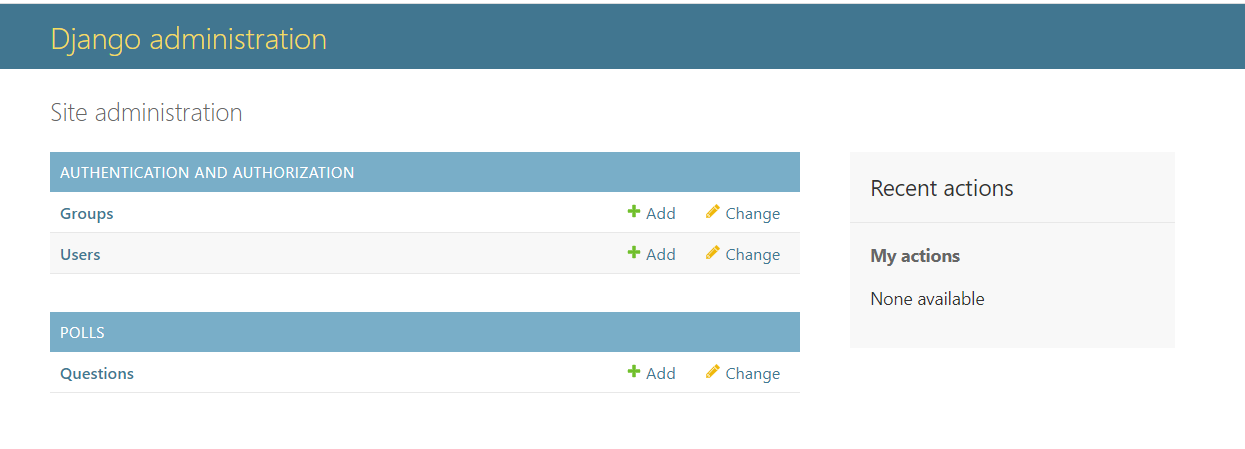 Django administration
Site administration
AUTHENTICATION AND AUTHORIZATION
Groups Add Change
Users Add Change
POLLS
Questions Add Change
Recent actions
My actions
None available